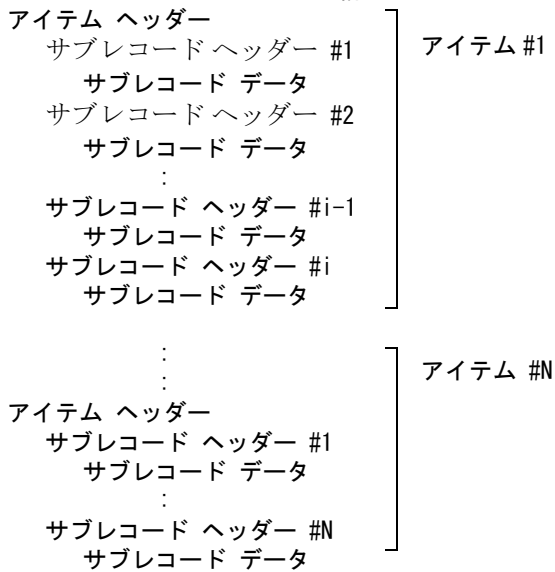 アイテム ヘッダー
サブレコード ヘッダー #1 アイテム #1
サブレコード データ
サブレコード ヘッダー #2
サブレコード データ
:
サブレコード ヘッダー #i-1
サブレコード データ
サブレコード ヘッダー #i
サブレコード データ
:
: アイテム #N
アイテム ヘッダー
サブレコード ヘッダー #1
サブレコード データ
:
サブレコード ヘッダー #N
サブレコード データ